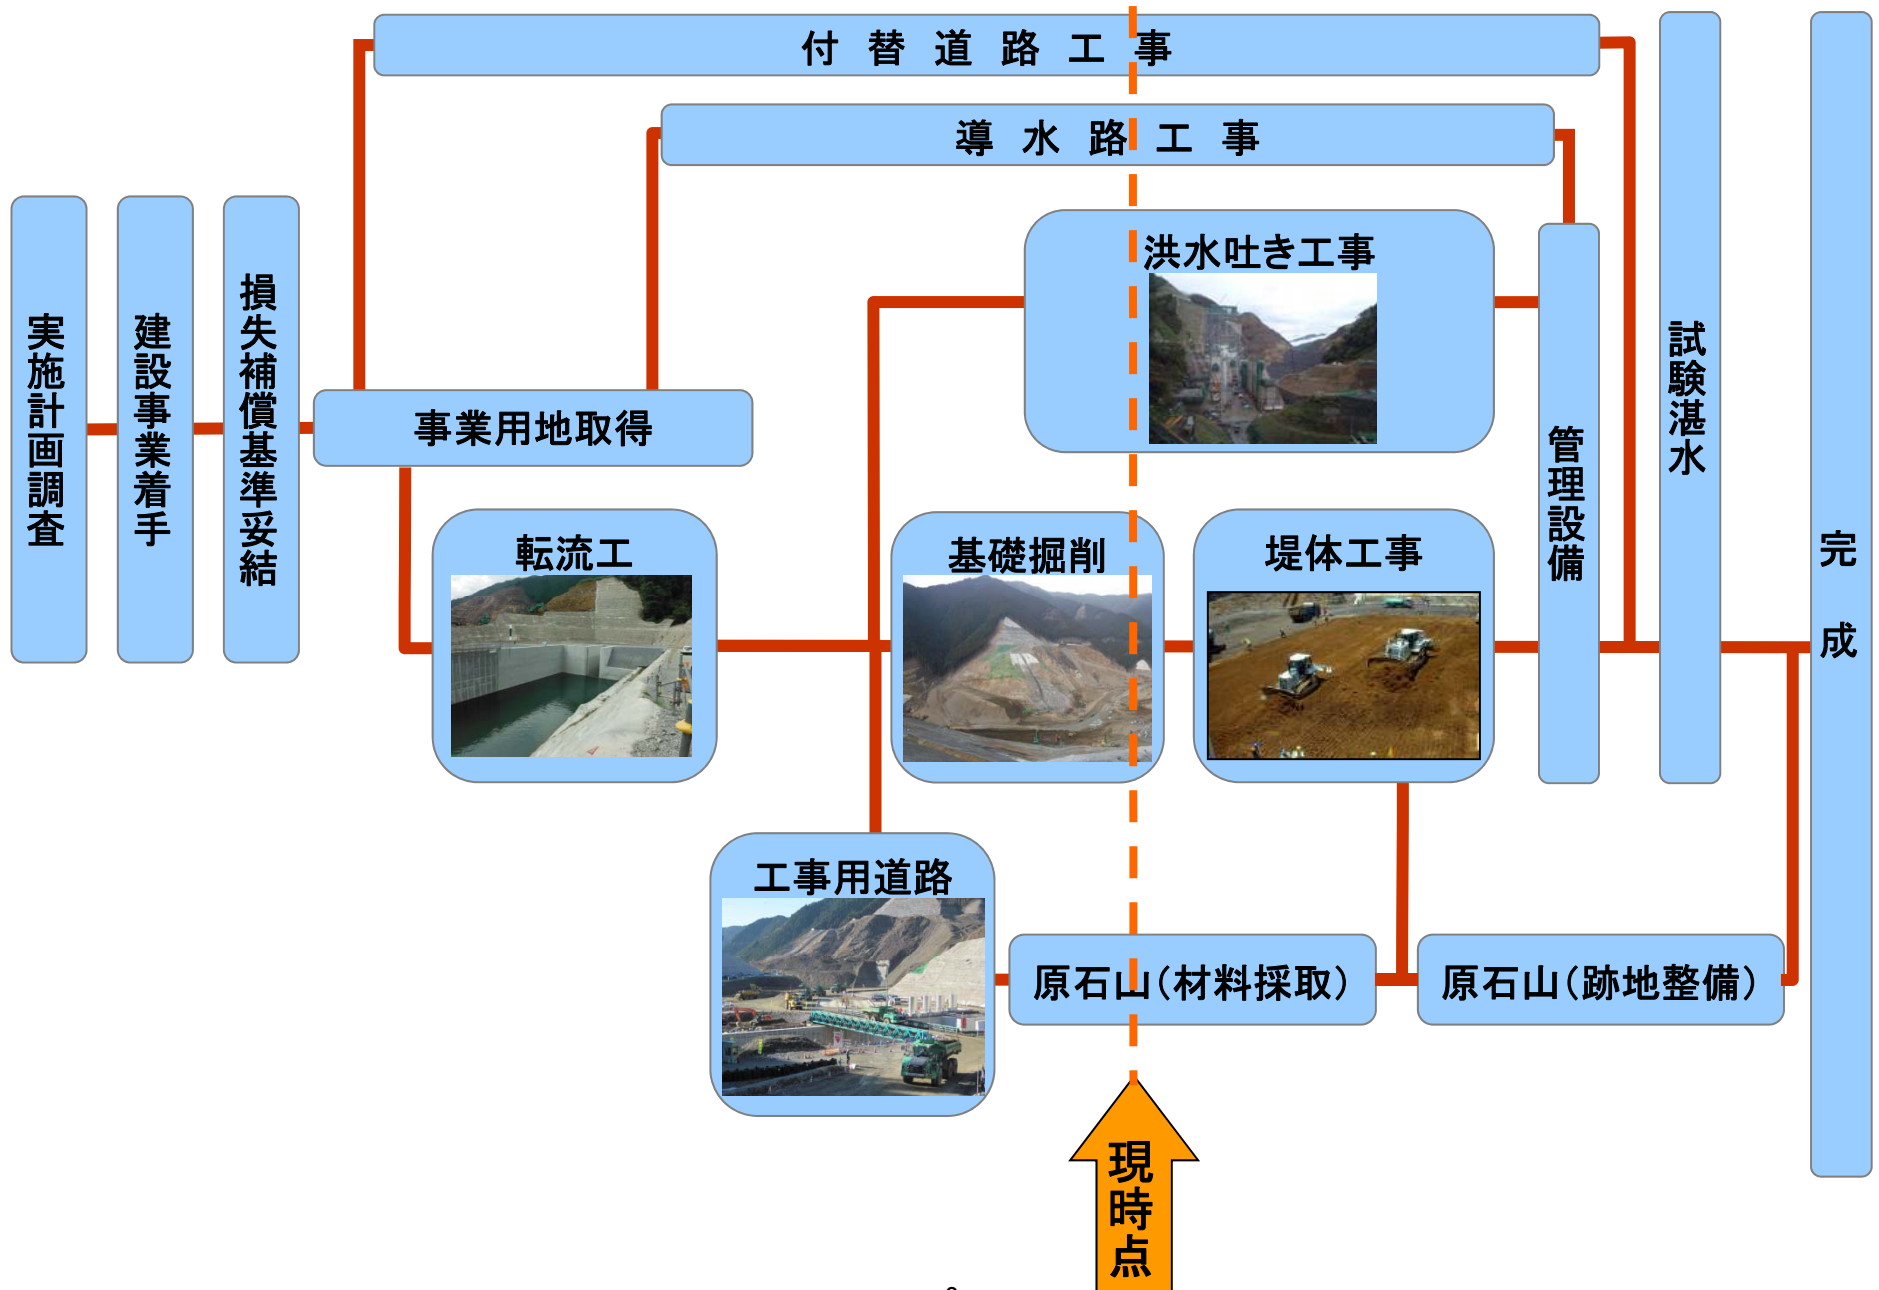 付替道路工事
導水路工事
洪水吐き工事
実施計画調査
建設事業着手
損失補償基準妥結
事業用地取得
転流工
基礎掘削
堤体工事
管理設備
試験湛水
完成
工事用道路
原石山（材料採取）
原石山（跡地整備）
現時点